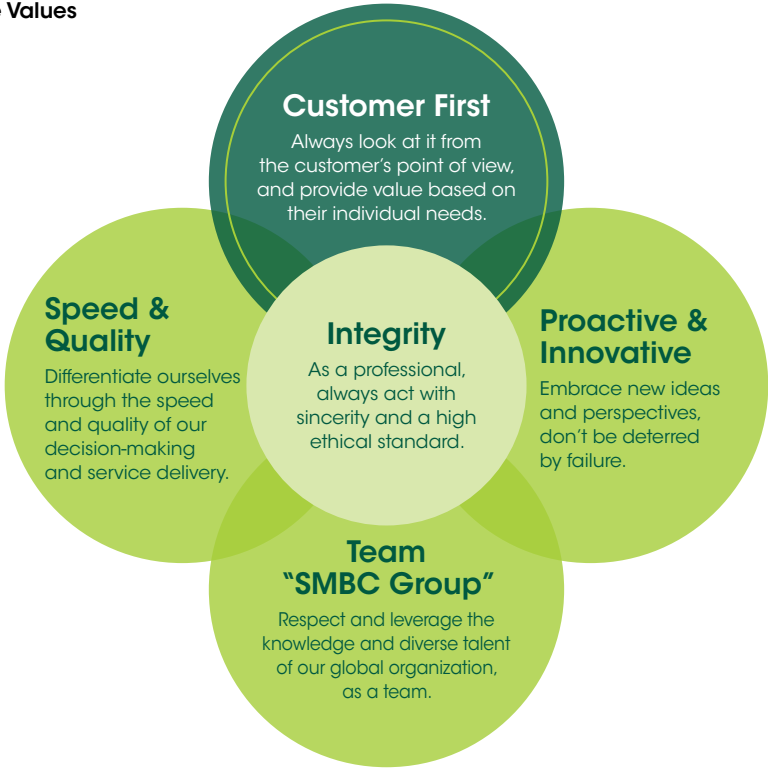 Values
Customer First
Always look at it from
the customer's point of view,
and provide value based on
their individual needs.
Speed &
Quality
Differentiate ourselves
through the speed
and quality of our
decision-making
and service delivery.
Integrity
As a professional,
always act with
sincerity and a high
ethical standard.
Proactive &
Innovative
Embrace new ideas
and perspectives,
don't be deterred
by failure.
Team
“SMBC Group”
Respect and leverage the
knowledge and diverse talent
of our global organization,
as a team.